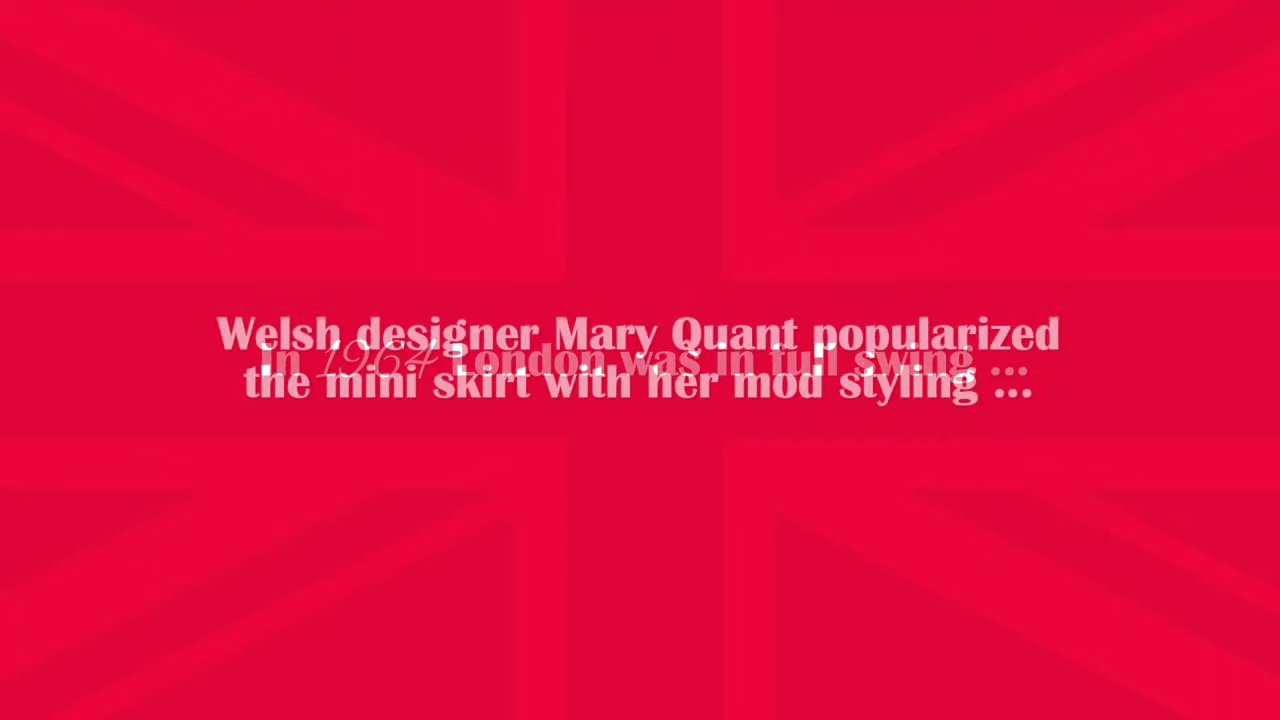 Welsh designer Mary Quant popularized
In 1964 London was in full swing ...
the mini skirt with her mod styling ...